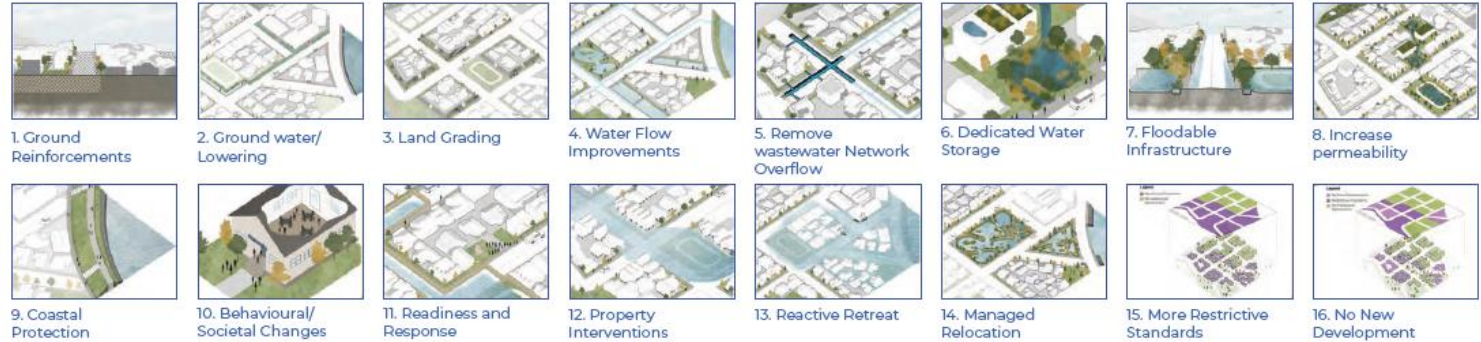 1. Ground
Reinforcements
2. Ground water/
Lowering
3. Land Grading
4. Water Flow
Improvements
5. Remove
wastewater Network
Overflow
6. Dedicated Water
Storage
7. Floodable
Infrastructure
8. Increase
permeability
9. Coastal
Protection
10. Behavioural/
Societal Changes
11. Readiness and
Response
12. Property
Interventions
13. Reactive Retreat
14. Managed
Relocation
Legend
15. More Restrictive
Standards
Legend
16. No New
Development